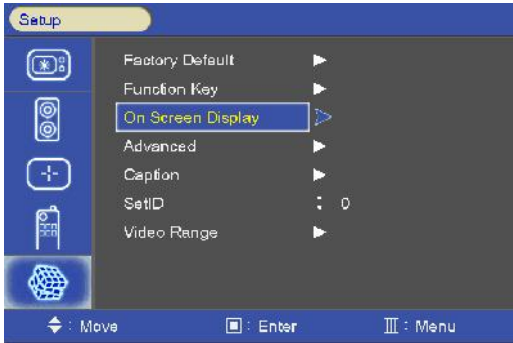 Setup
Factory Default
Function Key
On Screen Display
Advanced
Caption
SetID : 0
Video Range
: Move : Enter : Menu